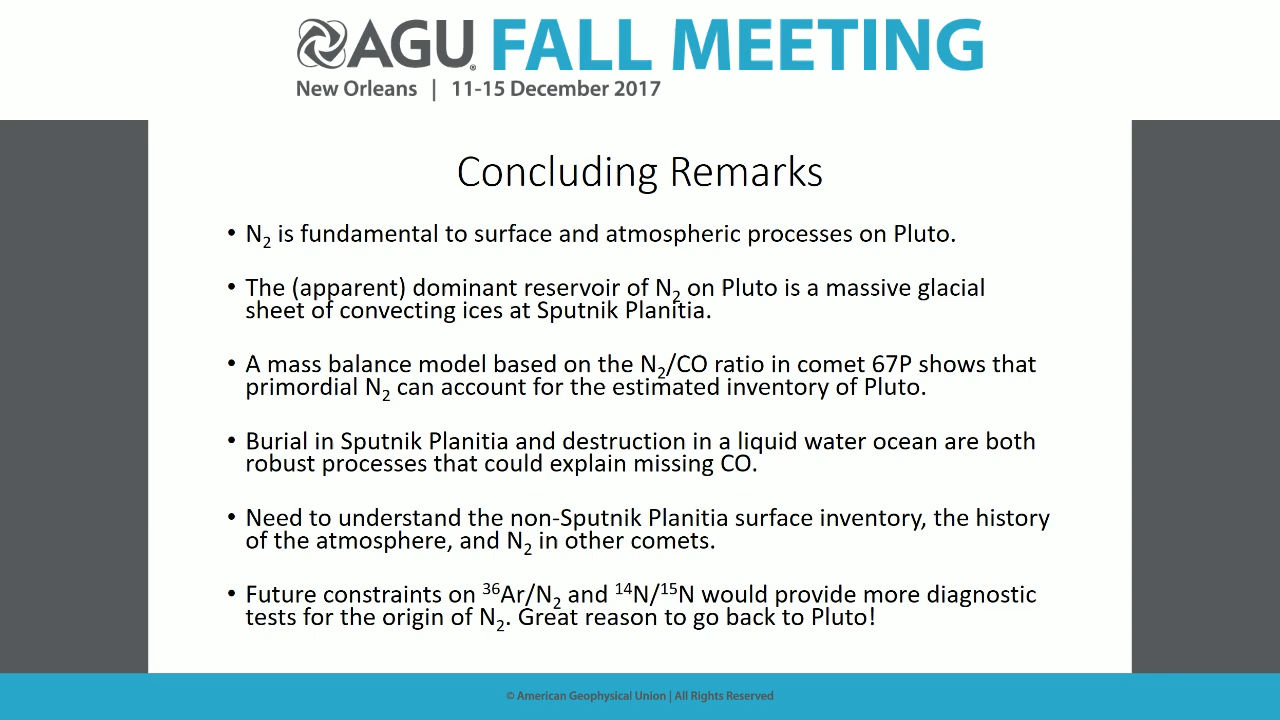 AGU FALL MEETING
New Orleans | 11-15 December 2017
Concluding Remarks
• N₂ is fundamental to surface and atmospheric processes on Pluto.
• The (apparent) dominant reservoir of N₂ on Pluto is a massive glacial
sheet of convecting ices at Sputnik Planitia.
• A mass balance model based on the N₂/CO ratio in comet 67P shows that
primordial N₂ can account for the estimated inventory of Pluto.
• Burial in Sputnik Planitia and destruction in a liquid water ocean are both
robust processes that could explain missing CO.
• Need to understand the non-Sputnik Planitia surface inventory, the history
of the atmosphere, and N₂ in other comets.
• Future constraints on ³⁶Ar/N₂ and ¹⁴N/¹⁵N would provide more diagnostic
tests for the origin of N₂. Great reason to go back to Pluto!
© American Geophysical Union | All Rights Reserved